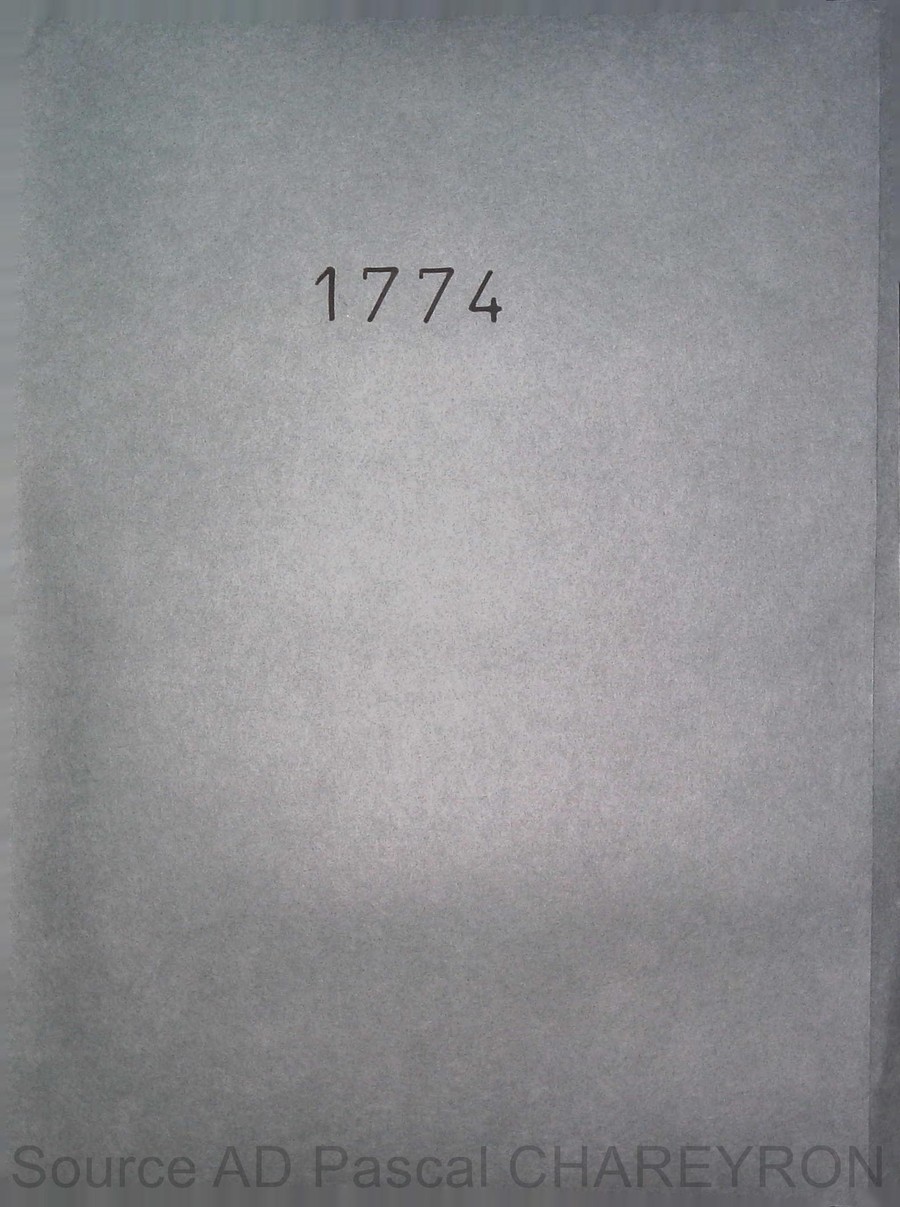 1774
Source AD Pascal CHAREYRON